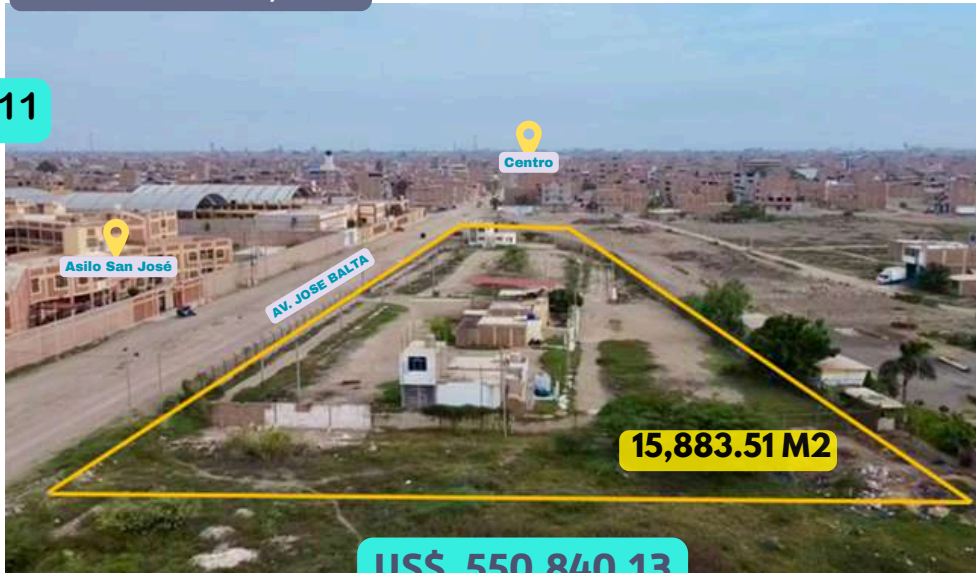 11
Centro
Asilo San José
AV. JOSE BALTA
15,883.51 M2
US$ 550,840.13